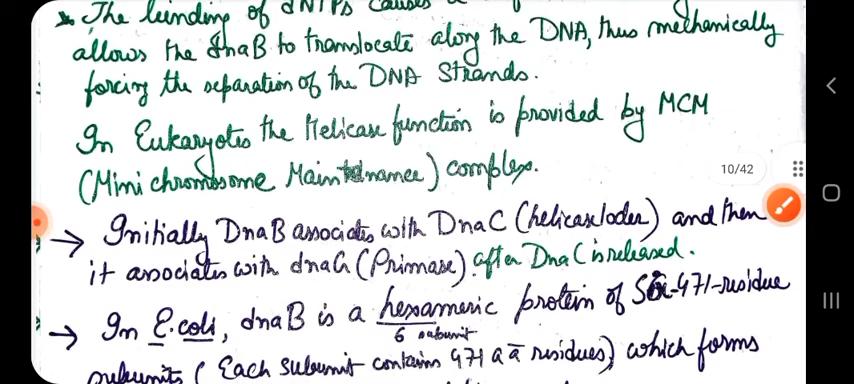 The binding of dNTPs causes
allows the dnaB to translocate along the DNA, thus mechanically
forcing the separation of the DNA strands.
In Eukaryotes the Helicase function is provided by MCM
(Mini chromosome Maintanance) complex.
10/42
→ Initially DnaB associates with DnaC (helicase loder) and then
it associates with dnaG (Primase) after DnaC is released.
→ In E.coli, dnaB is a hexameric protein of 471-residue
6 subunit
subunits ( Each subunit contains 471 a a residues) which forms